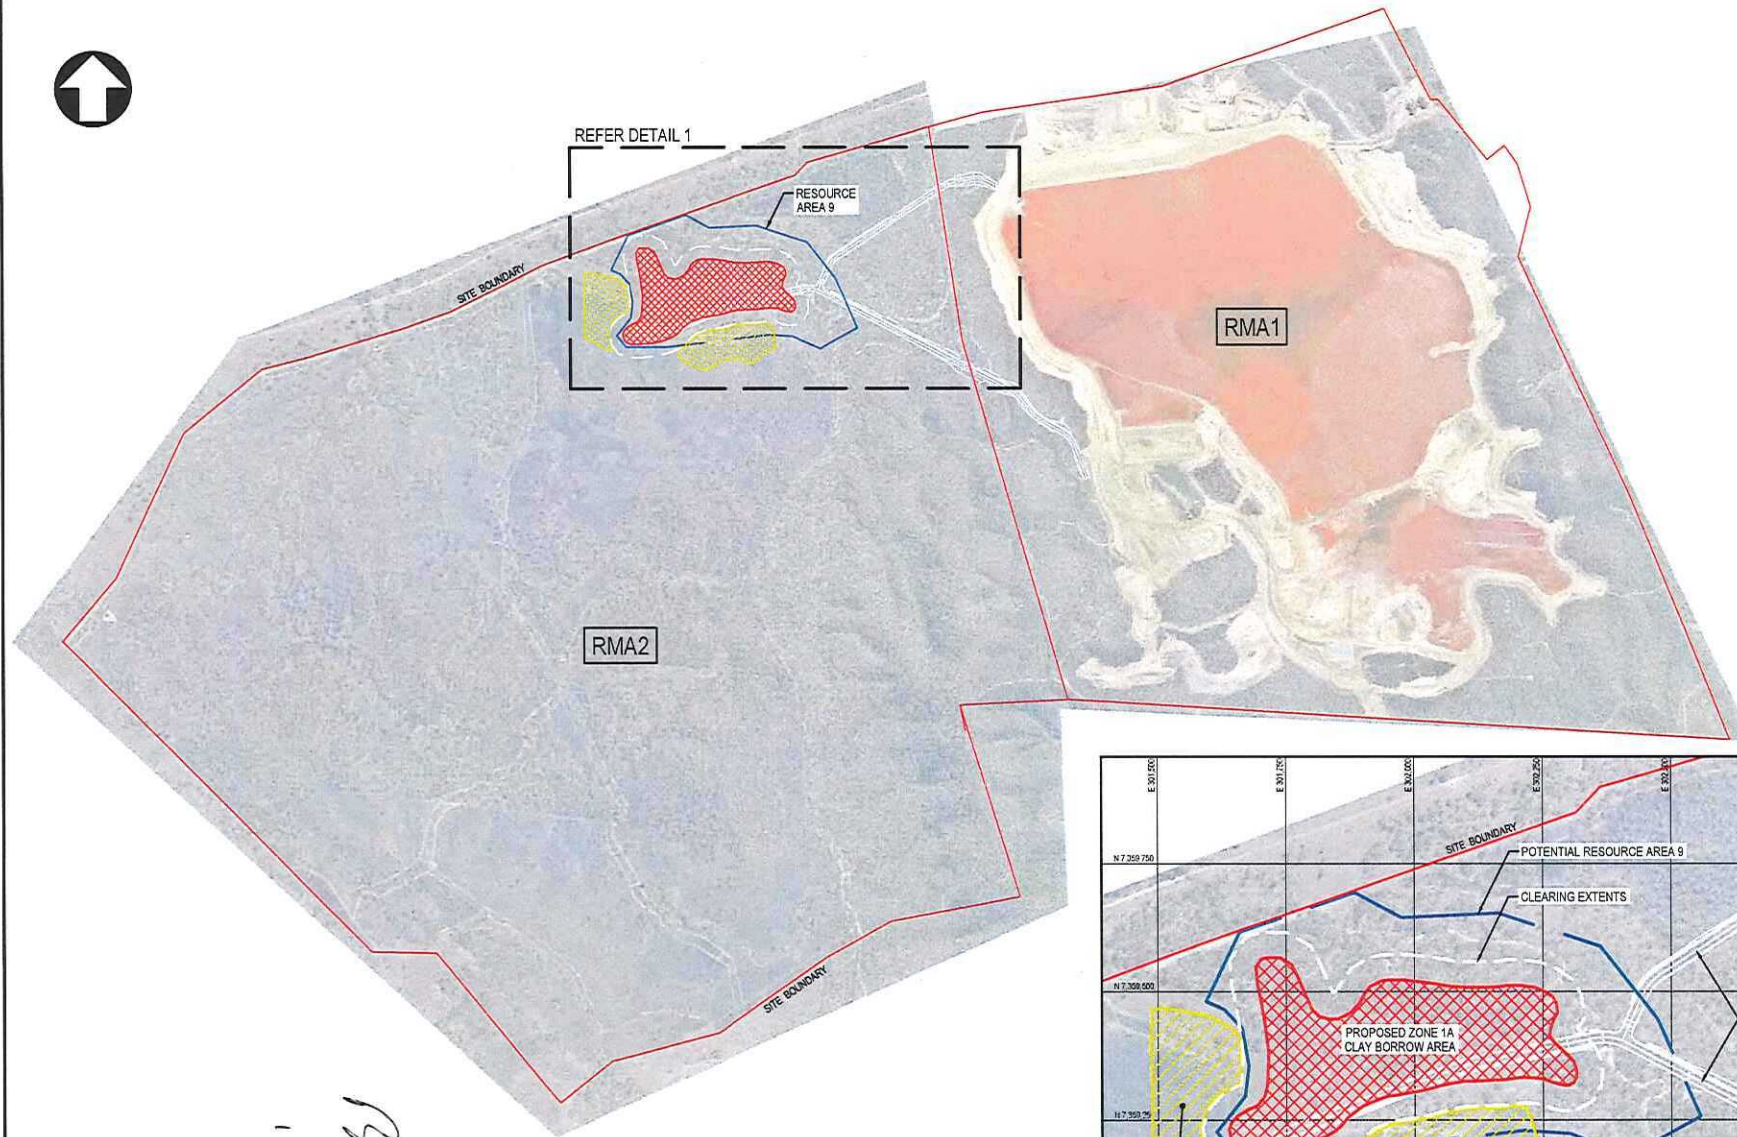 REFER DETAIL 1
RESOURCE
AREA 9
SITE BOUNDARY
RMA1
RMA2
SITE BOUNDARY
E 301,500
E 301,750
E 302,000
E 302,250
SITE BOUNDARY
N 7,359,750
POTENTIAL RESOURCE AREA 9
CLEARING EXTENTS
N 7,359,500
PROPOSED ZONE 1A
CLAY BORROW AREA